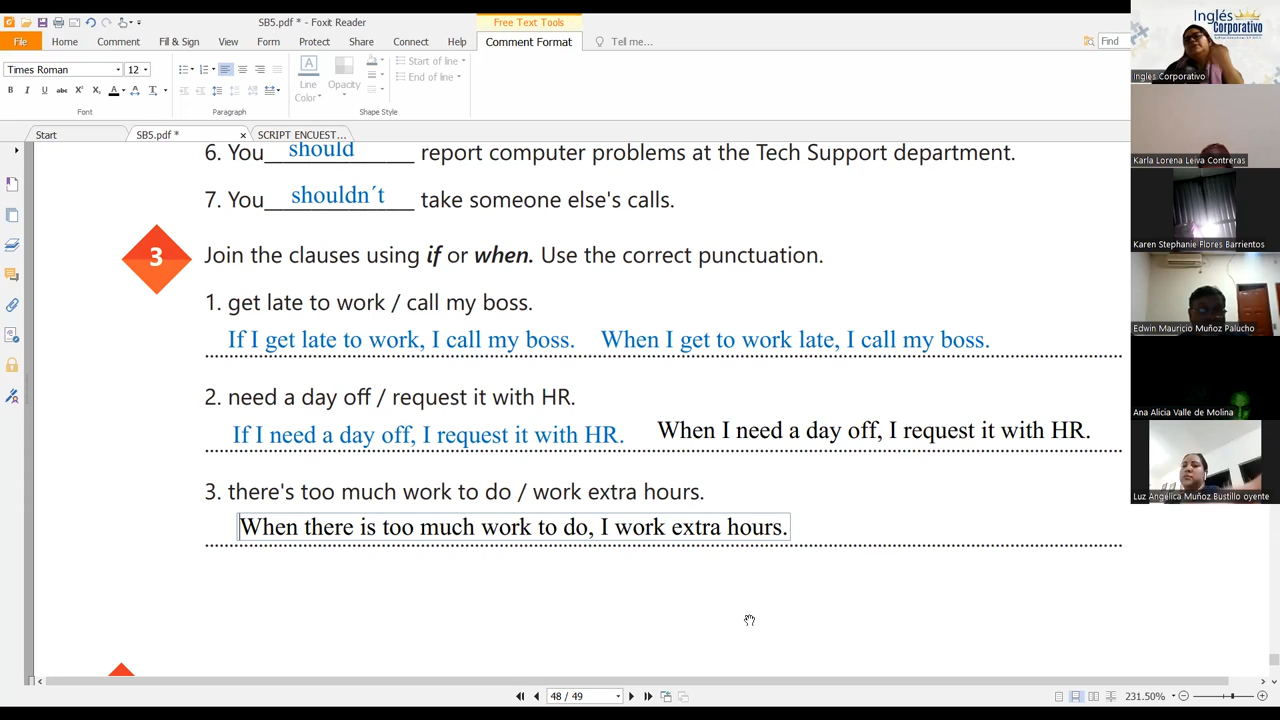 SB5.pdf * - Foxit Reader
Free Text Tools
File Home Comment Fill & Sign View Form Protect Share Connect Help Comment Format Tell me... Find
Times Roman 12
Line Color Opacity Start of line
End of line
Font Paragraph Shape Style
Start SB5.pdf * SCRIPT ENCUEST...
6. You should report computer problems at the Tech Support department.
7. You shouldn´t take someone else's calls.
3 Join the clauses using if or when. Use the correct punctuation.
1. get late to work / call my boss.
If I get late to work, I call my boss. When I get to work late, I call my boss.
2. need a day off / request it with HR.
If I need a day off, I request it with HR. When I need a day off, I request it with HR.
3. there's too much work to do / work extra hours.
When there is too much work to do, I work extra hours.
48 / 49
231.50%
Inglés
Corporativo
Ingles Corporativo
Karla Lorena Leiva Contreras
Karen Stephanie Flores Barrientos
Edwin Mauricio Muñoz Palucho
Ana Alicia Valle de Molina
Luz Angélica Muñoz Bustillo oyente